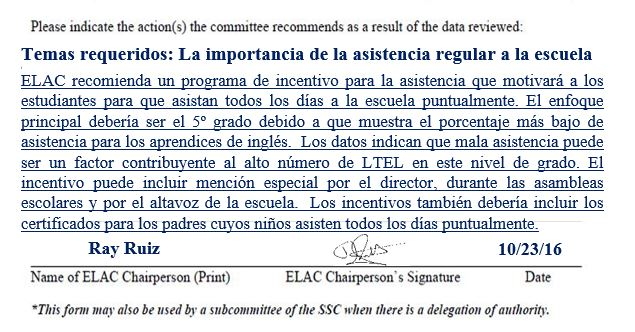 Please indicate the action(s) the committee recommends as a result of the data reviewed:
Temas requeridos: La importancia de la asistencia regular a la escuela
ELAC recomienda un programa de incentivo para la asistencia que motivará a los
estudiantes para que asistan todos los días a la escuela puntualmente. El enfoque
principal debería ser el 5º grado debido a que muestra el porcentaje más bajo de
asistencia para los aprendices de inglés. Los datos indican que mala asistencia puede
ser un factor contribuyente al alto número de LTEL en este nivel de grado. El
incentivo puede incluir mención especial por el director, durante las asambleas
escolares y por el altavoz de la escuela. Los incentivos también debería incluir los
certificados para los padres cuyos niños asisten todos los días puntualmente.
Ray Ruiz 10/23/16
Name of ELAC Chairperson (Print) ELAC Chairperson's Signature Date
*This form may also be used by a subcommittee of the SSC when there is a delegation of authority.